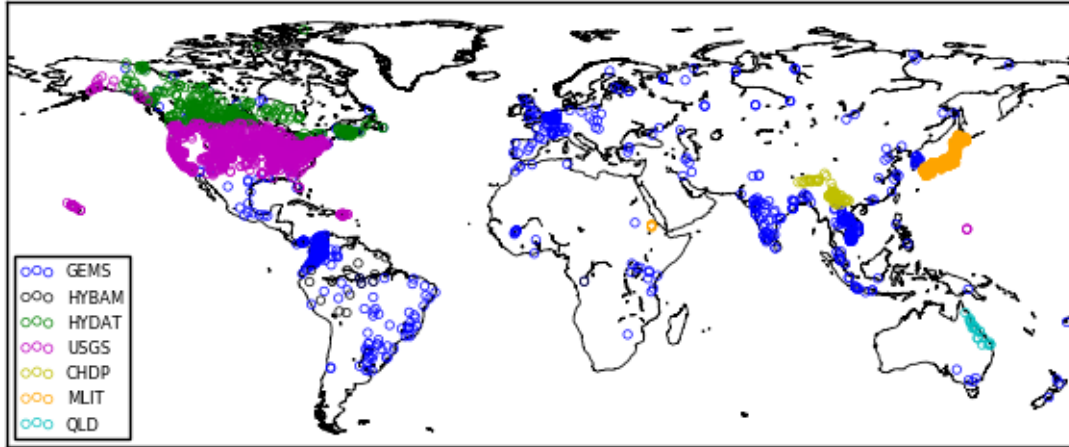 GEMS
HYBAM
HYDAT
USGS
CHDP
MLIT
QLD